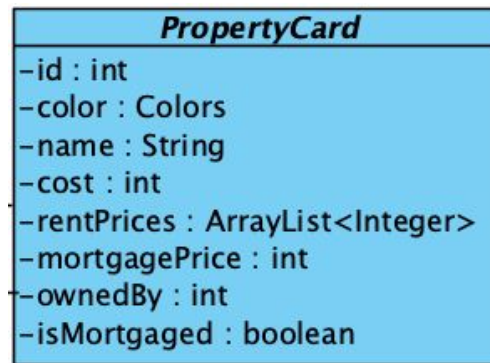 PropertyCard
-id : int
-color : Colors
-name : String
-cost : int
-rentPrices : ArrayList<Integer>
-mortgagePrice : int
-ownedBy : int
-isMortgaged : boolean